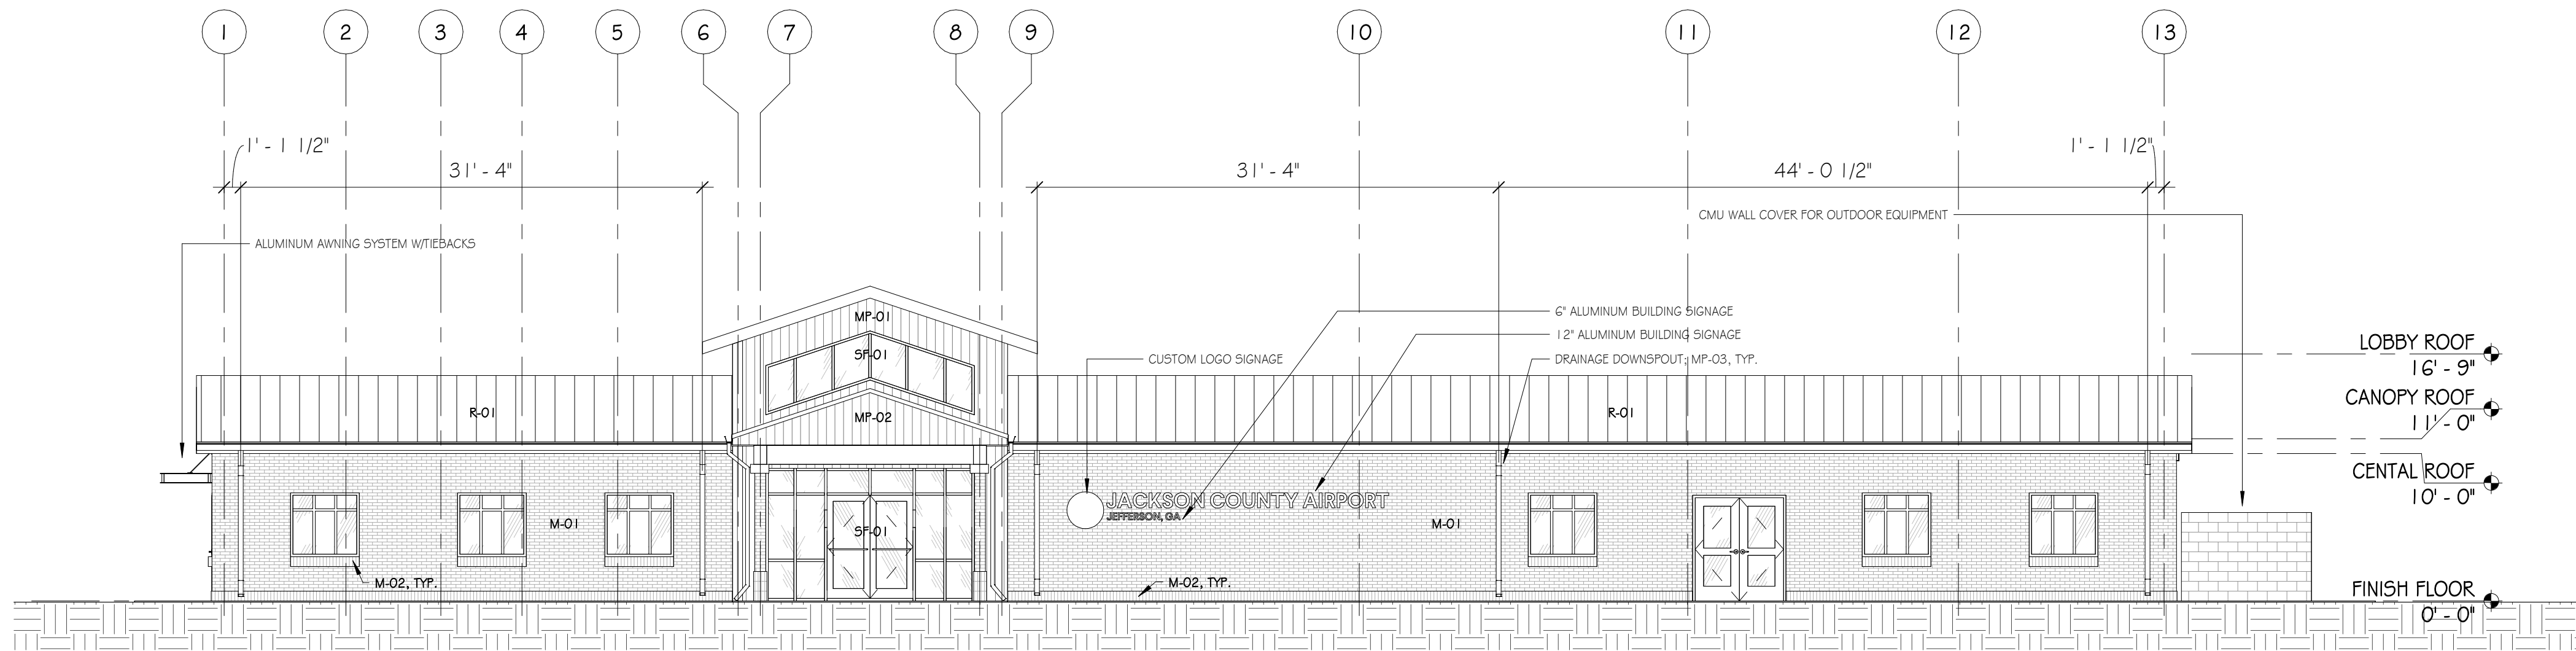 1 2 3 4 5 6 7 8 9 10 11 12 13
1' - 1 1/2" 1' - 1 1/2"
31' - 4" 31' - 4" 44' - 0 1/2"
CMU WALL COVER FOR OUTDOOR EQUIPMENT
ALUMINUM AWNING SYSTEM W/TIEBACKS
6" ALUMINUM BUILDING SIGNAGE
MP-01
12" ALUMINUM BUILDING SIGNAGE
LOBBY ROOF
16' - 9"
SF-01
CUSTOM LOGO SIGNAGE
DRAINAGE DOWNSPOUT; MP-03, TYP.
CANOPY ROOF
11' - 0"
R-01
MP-02
R-01
CENTAL ROOF
10' - 0"
JACKSON COUNTY AIRPORT
JEFFERSON, GA
M-01
SF-01
M-01
M-02, TYP.
M-02, TYP.
FINISH FLOOR
0' - 0"